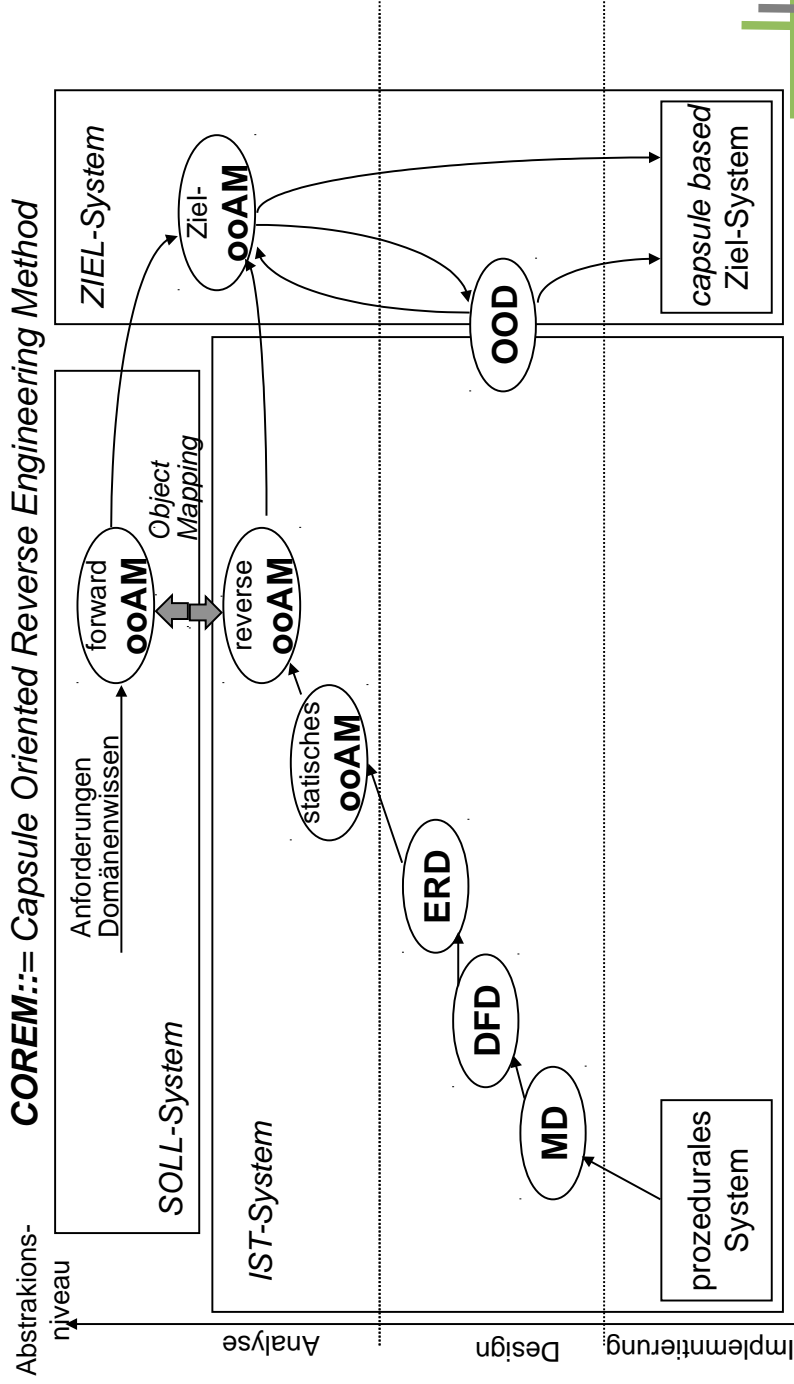 COREM::= Capsule Oriented Reverse Engineering Method
Abstrakions-
niveau
SOLL-System
Anforderungen
Domänenwissen
forward
ooAM
Object
Mapping
ZIEL-System
Ziel-
ooAM
IST-System
reverse
ooAM
statisches
ooAM
ERD
DFD
MD
OOD
prozedurales
System
capsule based
Ziel-System
Analyse
Design
Implemntierung